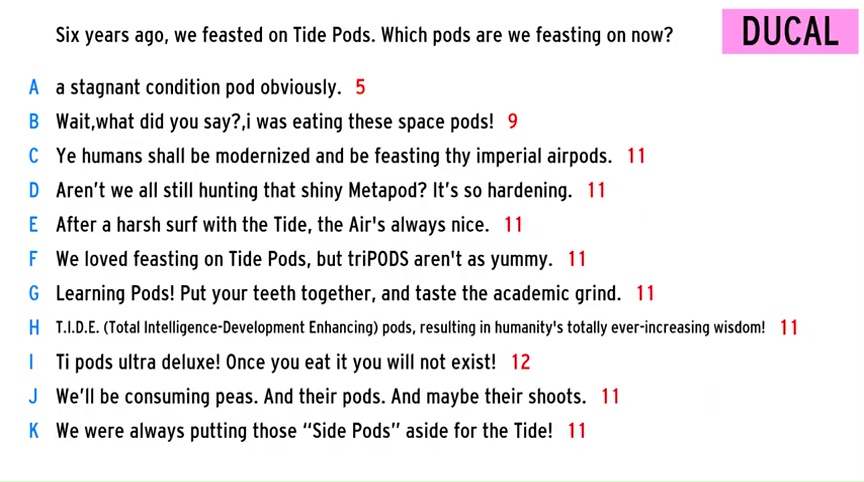 Six years ago, we feasted on Tide Pods. Which pods are we feasting on now?
DUCAL
A a stagnant condition pod obviously. 5
B Wait,what did you say?,i was eating these space pods! 9
C Ye humans shall be modernized and be feasting thy imperial airpods. 11
D Aren’t we all still hunting that shiny Metapod? It’s so hardening. 11
E After a harsh surf with the Tide, the Air's always nice. 11
F We loved feasting on Tide Pods, but triPODS aren't as yummy. 11
G Learning Pods! Put your teeth together, and taste the academic grind. 11
H T.I.D.E. (Total Intelligence-Development Enhancing) pods, resulting in humanity's totally ever-increasing wisdom! 11
I Ti pods ultra deluxe! Once you eat it you will not exist! 12
J We’ll be consuming peas. And their pods. And maybe their shoots. 11
K We were always putting those “Side Pods” aside for the Tide! 11